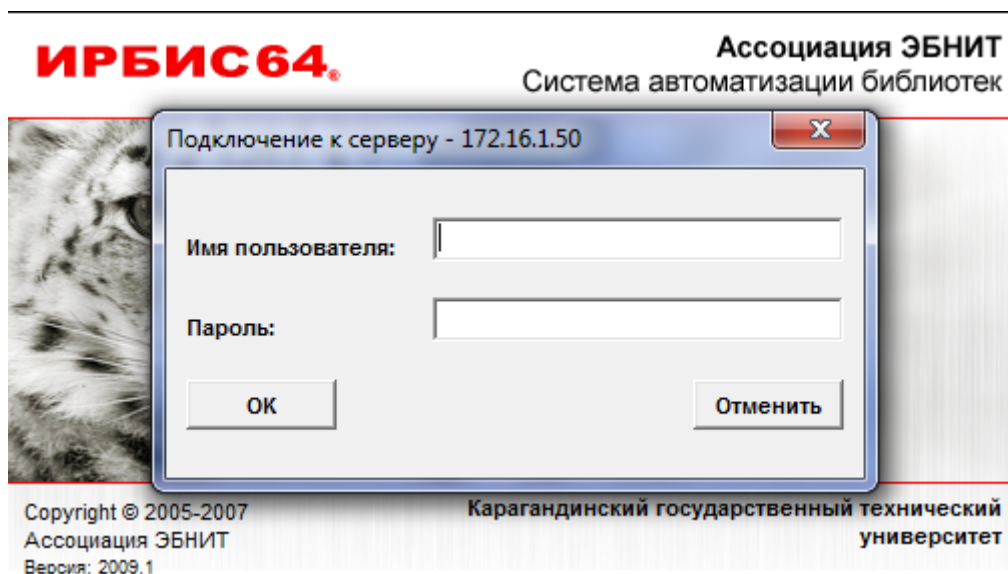 ИРБИС64®
Ассоциация ЭБНИТ
Система автоматизации библиотек
Подключение к серверу - 172.16.1.50
Имя пользователя:
Пароль:
ОК
Отменить
Copyright © 2005-2007
Ассоциация ЭБНИТ
Версия: 2009.1
Карагандинский государственный технический
университет